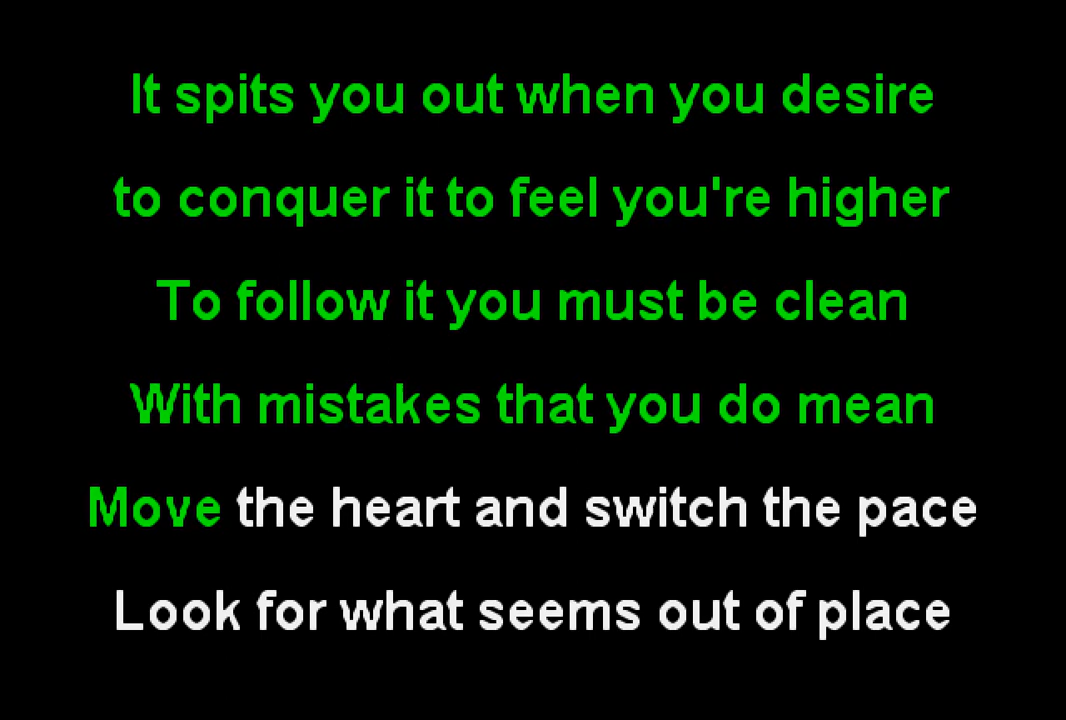 It spits you out when you desire
to conquer it to feel you're higher
To follow it you must be clean
With mistakes that you do mean
Move the heart and switch the pace
Look for what seems out of place